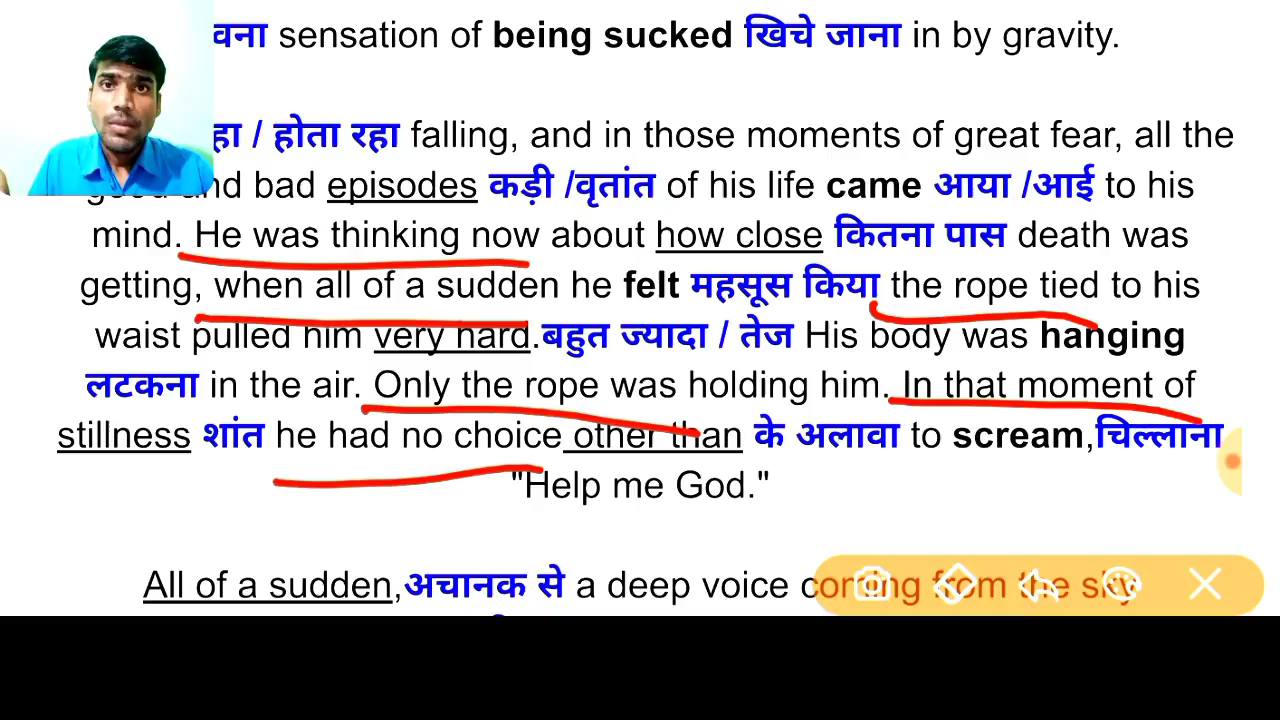 वना sensation of being sucked खिचे जाना in by gravity.
हा / होता रहा falling, and in those moments of great fear, all the
good and bad episodes कड़ी /वृतांत of his life came आया /आई to his
mind. He was thinking now about how close कितना पास death was
getting, when all of a sudden he felt महसूस किया the rope tied to his
waist pulled him very hard.बहुत ज्यादा / तेज His body was hanging
लटकना in the air. Only the rope was holding him. In that moment of
stillness शांत he had no choice other than के अलावा to scream,चिल्लाना
"Help me God."
All of a sudden,अचानक से a deep voice coming from the sky